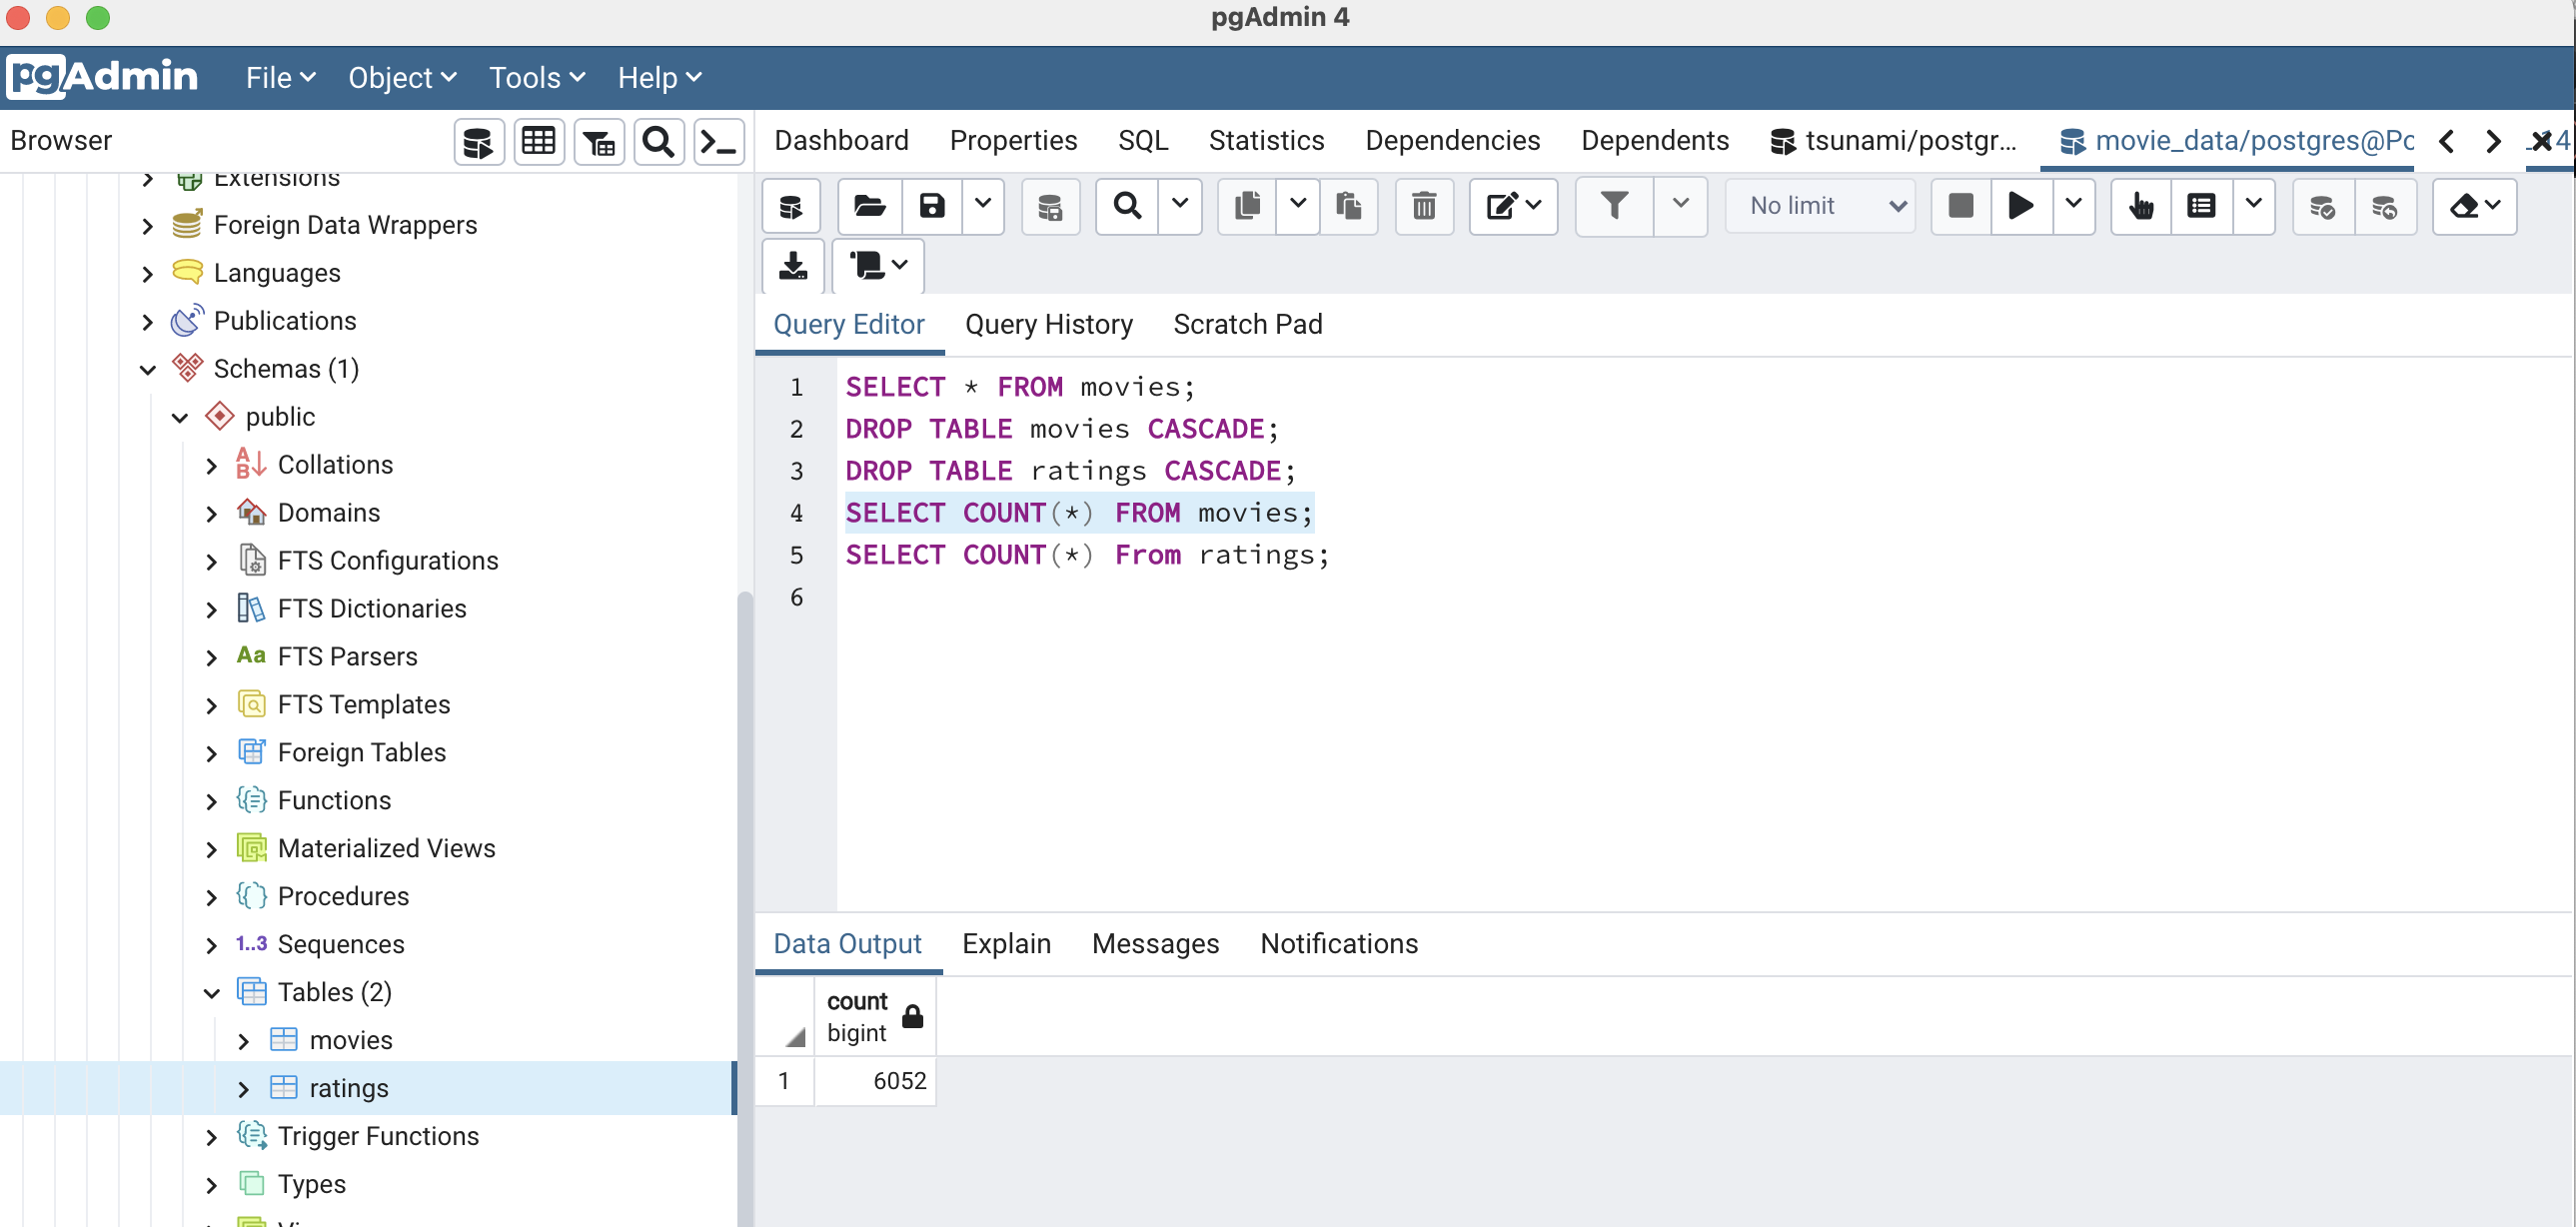 pgAdmin 4
pgAdmin File Object Tools Help
Browser
Dashboard Properties SQL Statistics Dependencies Dependents tsunami/postgr... movie_data/postgres@Po
No limit
Extensions
Foreign Data Wrappers
Languages
Publications
Schemas (1)
public
Collations
Domains
FTS Configurations
FTS Dictionaries
Aa FTS Parsers
FTS Templates
Foreign Tables
Functions
Materialized Views
Procedures
1..3 Sequences
Tables (2)
movies
ratings
Trigger Functions
Types
Query Editor Query History Scratch Pad
1 SELECT * FROM movies;
2 DROP TABLE movies CASCADE;
3 DROP TABLE ratings CASCADE;
4 SELECT COUNT(*) FROM movies;
5 SELECT COUNT(*) From ratings;
6
Data Output Explain Messages Notifications
count
bigint
1 6052